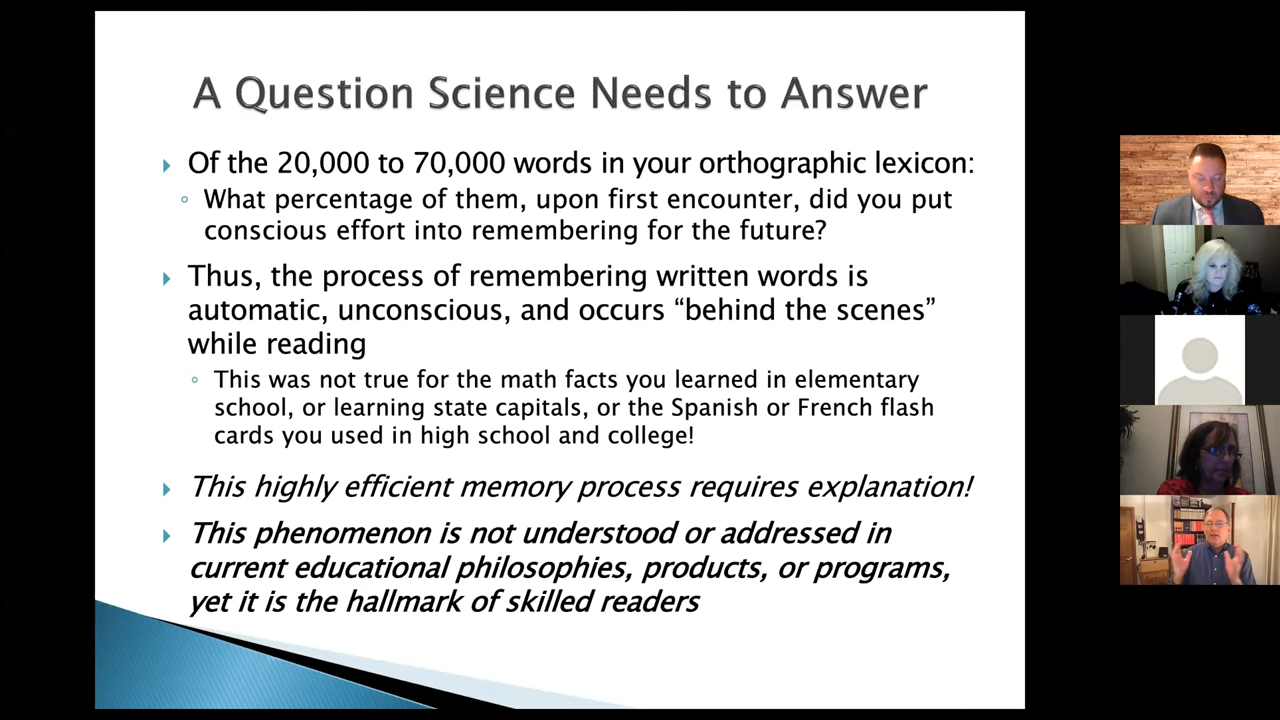 A Question Science Needs to Answer
Of the 20,000 to 70,000 words in your orthographic lexicon:
What percentage of them, upon first encounter, did you put
conscious effort into remembering for the future?
Thus, the process of remembering written words is
automatic, unconscious, and occurs “behind the scenes”
while reading
This was not true for the math facts you learned in elementary
school, or learning state capitals, or the Spanish or French flash
cards you used in high school and college!
This highly efficient memory process requires explanation!
This phenomenon is not understood or addressed in
current educational philosophies, products, or programs,
yet it is the hallmark of skilled readers